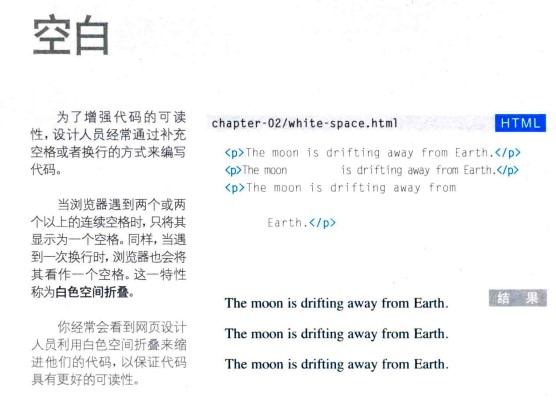 空白
为了增强代码的可读
性，设计人员经常通过补充
空格或者换行的方式来编写
代码。
当浏览器遇到两个或两
个以上的连续空格时，只将其
显示为一个空格。同样，当遇
到一次换行时，浏览器也会将
其看作一个空格。这一特性
称为白色空间折叠。
你经常会看到网页设计
人员利用白色空间折叠来缩
进他们的代码，以保证代码
具有更好的可读性。
chapter-02/white-space.html HTML
<p>The moon is drifting away from Earth.</p>
<p>The moon        is drifting away from Earth.</p>
<p>The moon is drifting away from
Earth.</p>
结 果
The moon is drifting away from Earth.
The moon is drifting away from Earth.
The moon is drifting away from Earth.